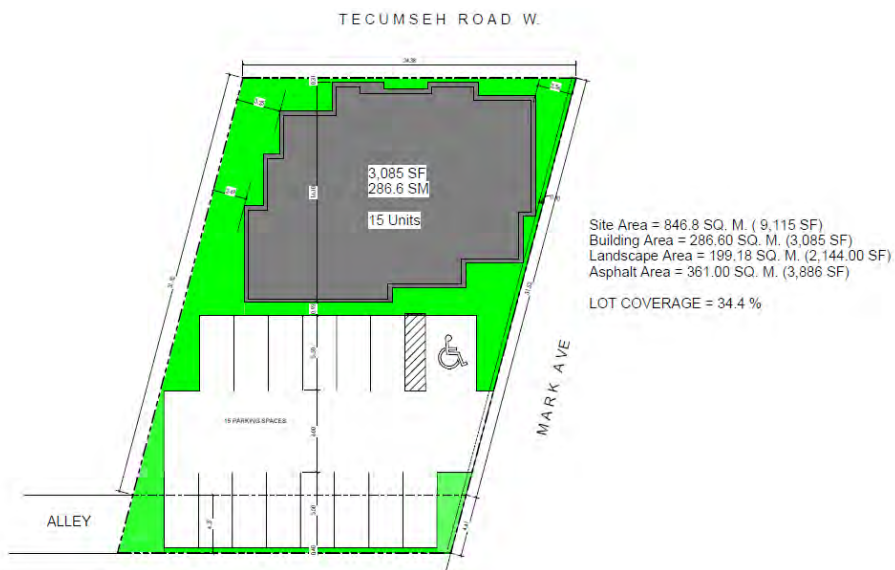 TECUMSEH ROAD W.
3,085 SF
286.6 SM
15 Units
Site Area = 846.8 SQ. M. ( 9,115 SF)
Building Area = 286.60 SQ. M. (3,085 SF)
Landscape Area = 199.18 SQ. M. (2,144.00 SF)
Asphalt Area = 361.00 SQ. M. (3,886 SF)
LOT COVERAGE = 34.4 %
MARK AVE
15 PARKING SPACES
ALLEY